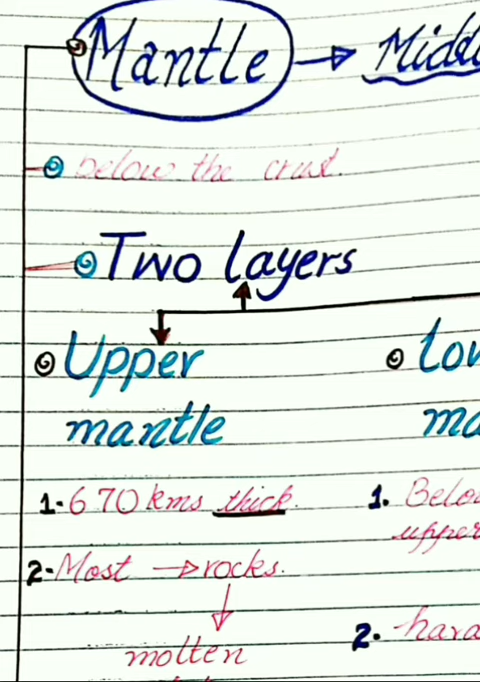 Mantle → Midd
below the crust.
Two layers
Upper
mantle
1- 670 kms thick.
2- Most → rocks.
molten
Low
ma
1. Belo
upper
2. hard